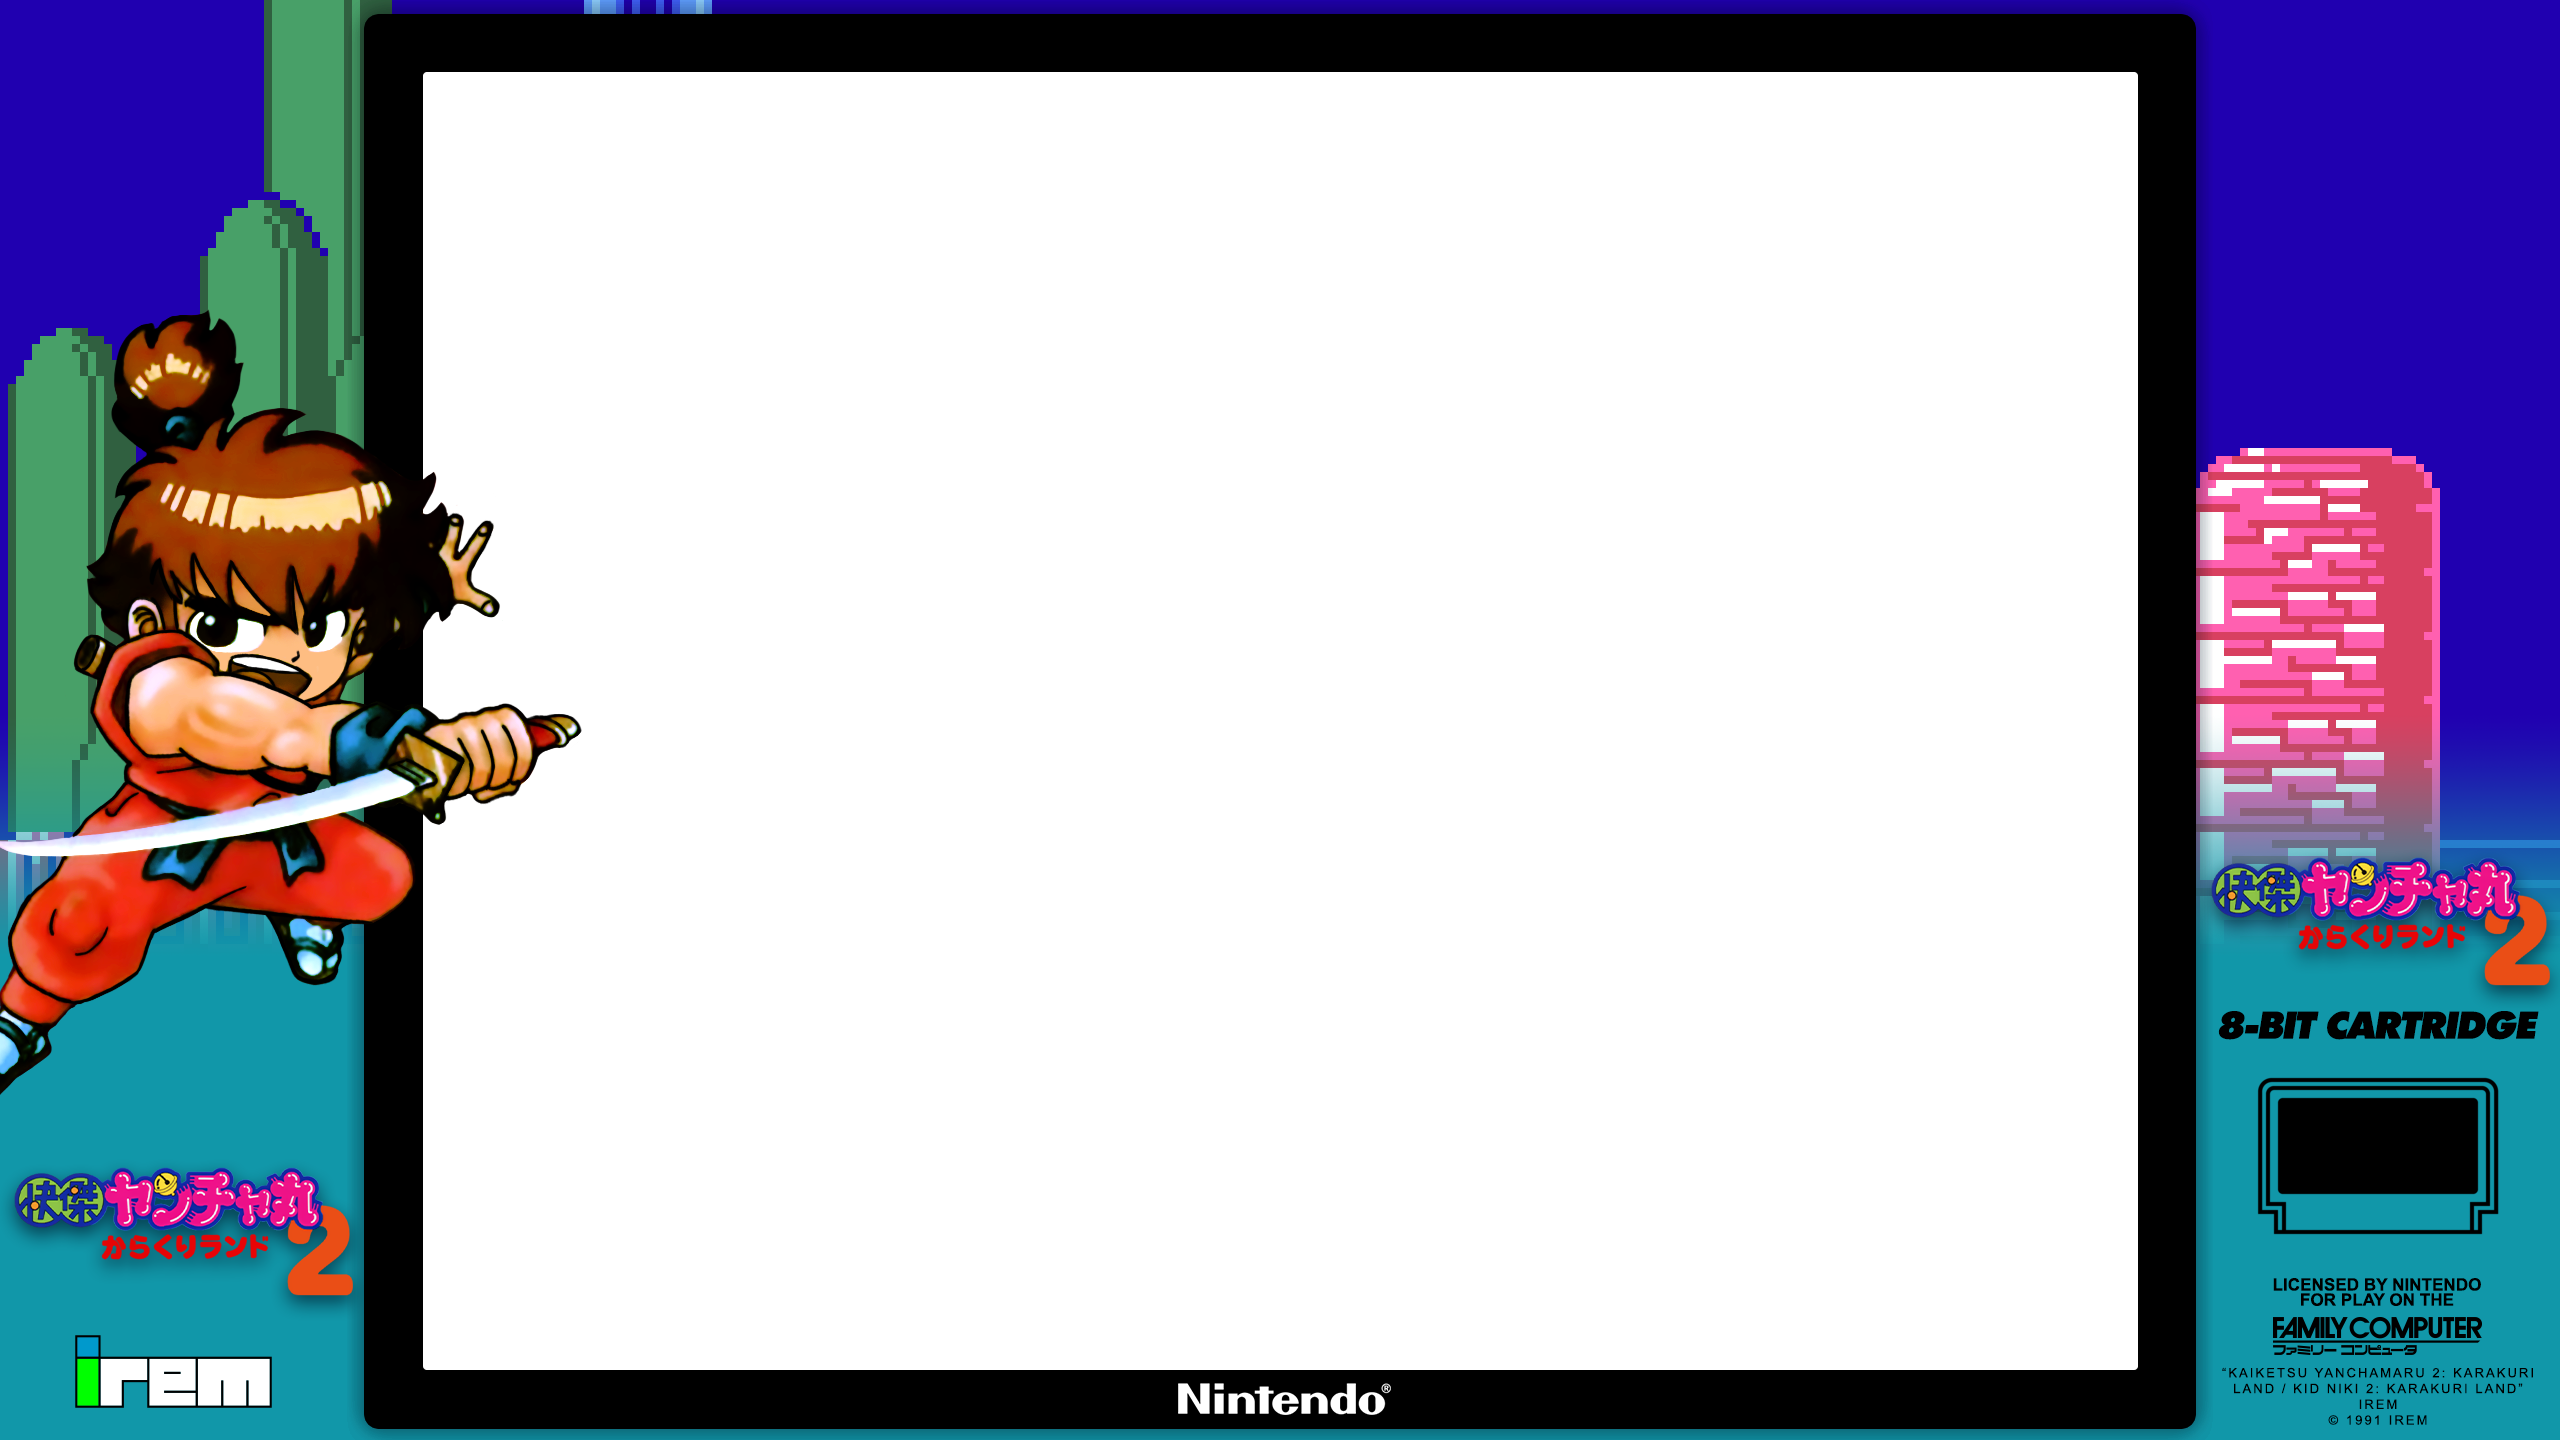 快傑ヤンチャ丸2
からくりランド
irem
Nintendo®
快傑ヤンチャ丸2
からくりランド
8-BIT CARTRIDGE
LICENSED BY NINTENDO
FOR PLAY ON THE
FAMILY COMPUTER
ファミリー コンピュータ
“KAIKETSU YANCHAMARU 2: KARAKURI
LAND / KID NIKI 2: KARAKURI LAND”
IREM
© 1991 IREM